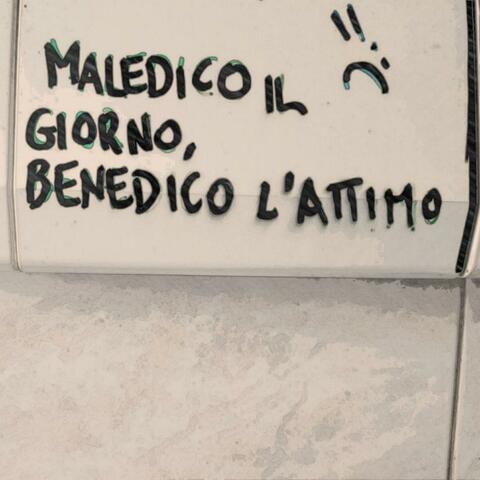 MALEDICO IL
GIORNO,
BENEDICO L'ATTIMO